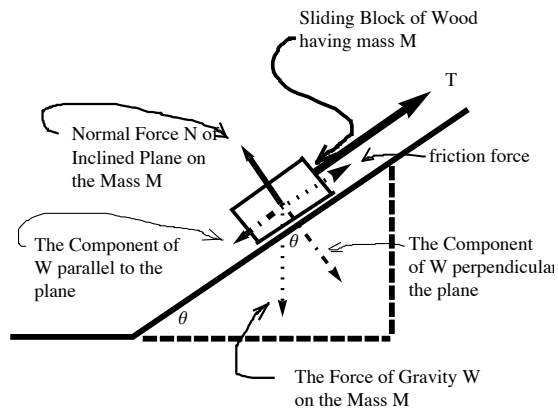 Sliding Block of Wood
having mass M
T
Normal Force N of
Inclined Plane on
the Mass M
friction force
The Component of
W parallel to the
plane
θ
The Component
of W perpendicular
the plane
θ
The Force of Gravity W
on the Mass M